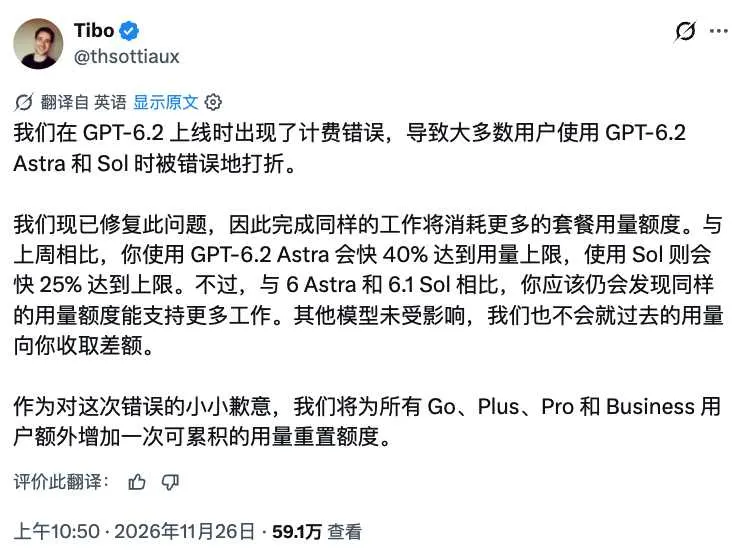 Tibo
@thsottiaux
翻译自 英语 显示原文
我们在 GPT-6.2 上线时出现了计费错误，导致大多数用户使用 GPT-6.2
Astra 和 Sol 时被错误地打折。
我们现已修复此问题，因此完成同样的工作将消耗更多的套餐用量额度。与
上周相比，你使用 GPT-6.2 Astra 会快 40% 达到用量上限，使用 Sol 则会
快 25% 达到上限。不过，与 6 Astra 和 6.1 Sol 相比，你应该仍会发现同样
的用量额度能支持更多工作。其他模型未受影响，我们也不会就过去的用量
向你收取差额。
作为对这次错误的小小歉意，我们将为所有 Go、Plus、Pro 和 Business 用
户额外增加一次可累积的用量重置额度。
评价此翻译：
上午10:50 · 2026年11月26日 · 59.1万 查看